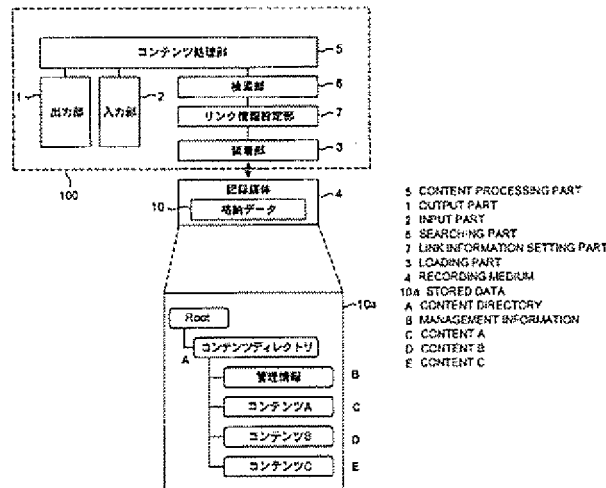 コンテンツ処理部
5
1
出力部
入力部
2
検索部
6
リンク情報設定部
7
装着部
3
100
記録媒体
4
10
格納データ
10a
Root
A
コンテンツディレクトリ
管理情報
B
コンテンツA
C
コンテンツB
D
コンテンツC
E
5 CONTENT PROCESSING PART
1 OUTPUT PART
2 INPUT PART
6 SEARCHING PART
7 LINK INFORMATION SETTING PART
3 LOADING PART
4 RECORDING MEDIUM
10a STORED DATA
A CONTENT DIRECTORY
B MANAGEMENT INFORMATION
C CONTENT A
D CONTENT B
E CONTENT C